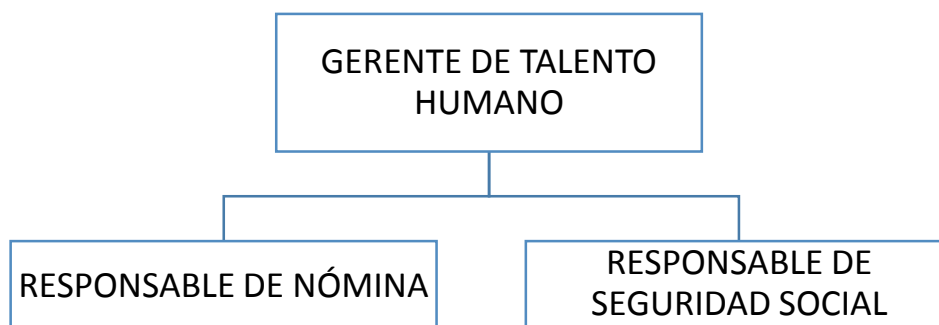 GERENTE DE TALENTO
HUMANO
RESPONSABLE DE NÓMINA
RESPONSABLE DE
SEGURIDAD SOCIAL